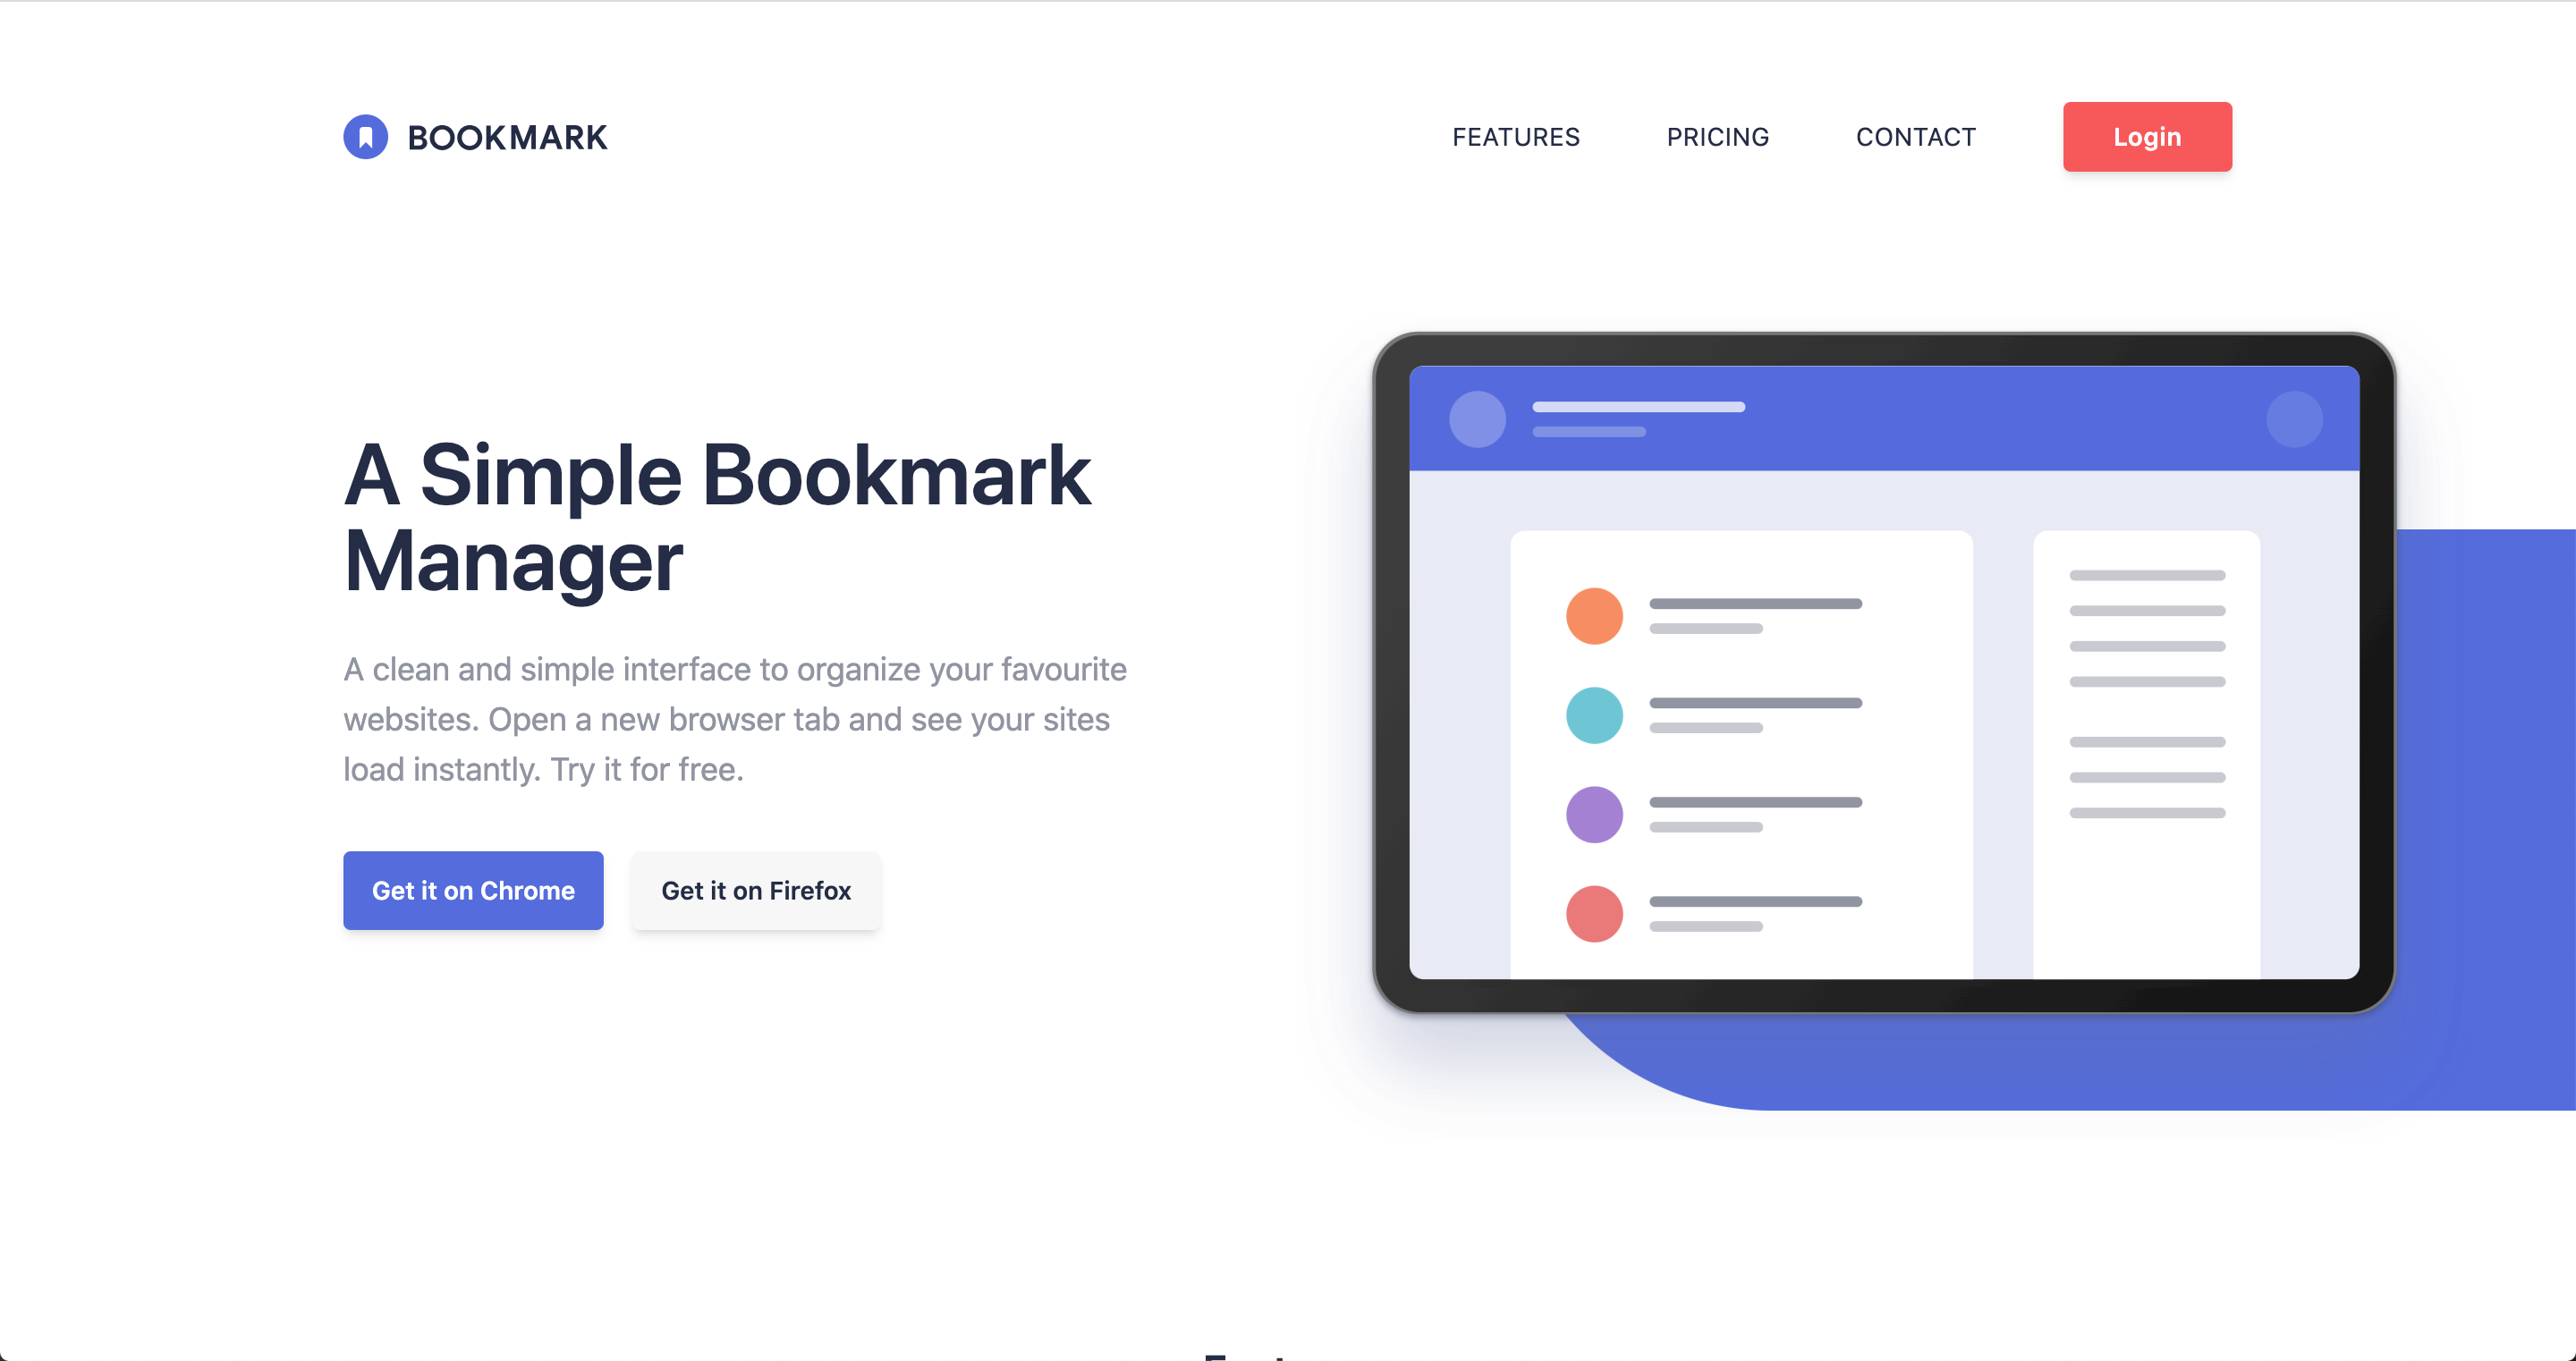 BOOKMARK
FEATURES PRICING CONTACT Login
A Simple Bookmark
Manager
A clean and simple interface to organize your favourite
websites. Open a new browser tab and see your sites
load instantly. Try it for free.
Get it on Chrome Get it on Firefox